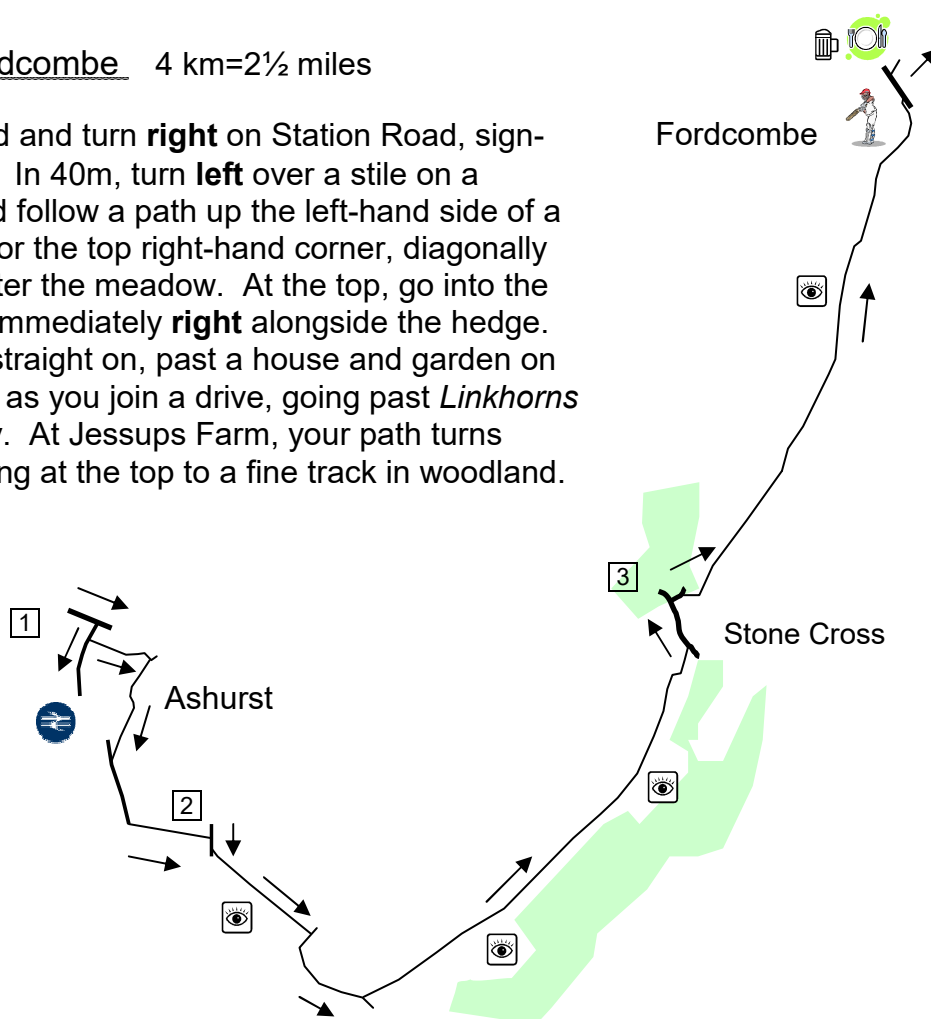 dcombe 4 km=2½ miles
d and turn right on Station Road, sign-
In 40m, turn left over a stile on a
d follow a path up the left-hand side of a
or the top right-hand corner, diagonally
ter the meadow. At the top, go into the
mmediately right alongside the hedge.
straight on, past a house and garden on
as you join a drive, going past Linkhorns
. At Jessups Farm, your path turns
ng at the top to a fine track in woodland.
Fordcombe
3
Stone Cross
1
Ashurst
2